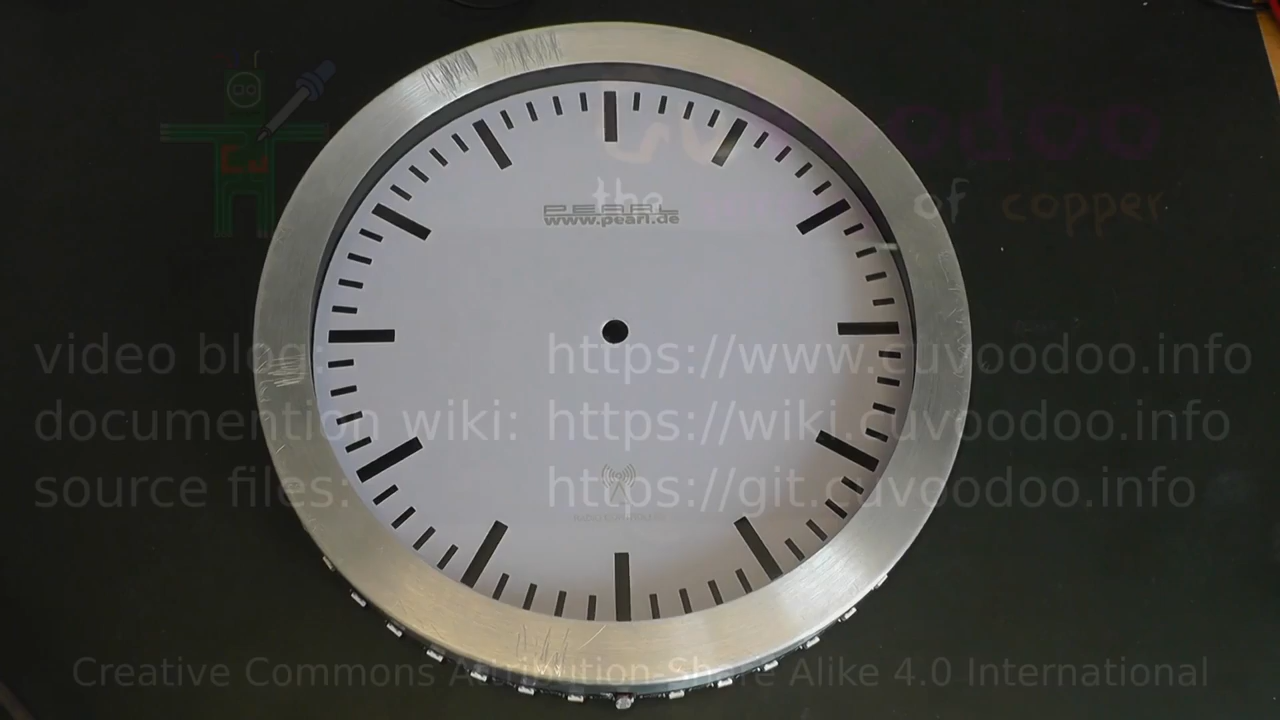 cuvoodoo
the
of copper
PEARL
www.pearl.de
video blog: https://www.cuvoodoo.info
documention wiki: https://wiki.cuvoodoo.info
source files: https://git.cuvoodoo.info
Creative Commons Attribution-Share Alike 4.0 International